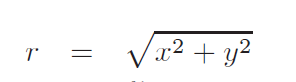 r = √x² + y²